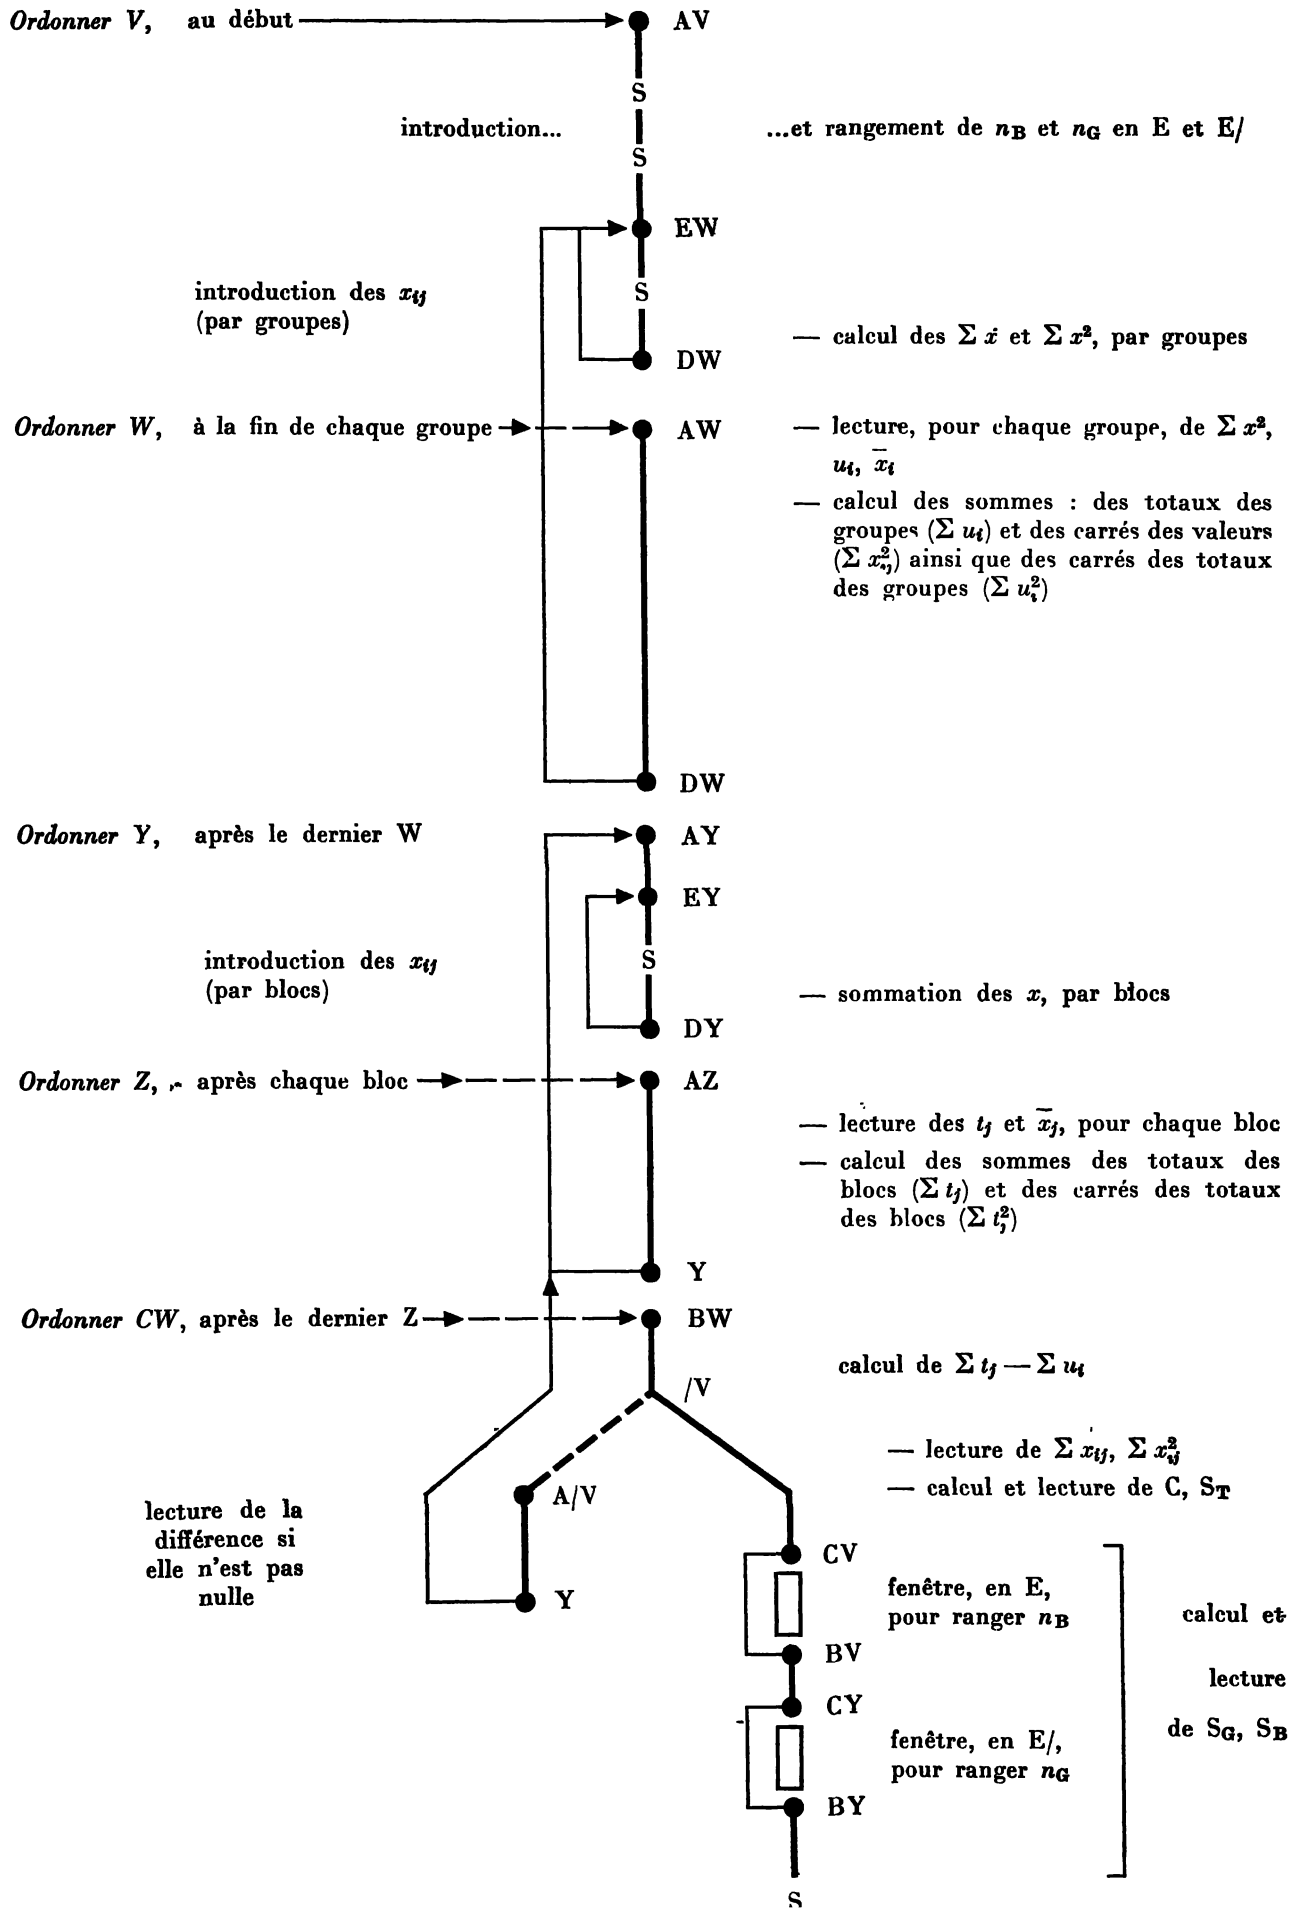 Ordonner V, au début AV
S
introduction... ...et rangement de nB et nG en E et E/
S
EW
introduction des xij
S
(par groupes)
— calcul des Σ x et Σ x², par groupes
DW
Ordonner W, à la fin de chaque groupe AW — lecture, pour chaque groupe, de Σ x²,
ui, x̄i
— calcul des sommes : des totaux des
groupes (Σ ui) et des carrés des valeurs
(Σ x²ij) ainsi que des carrés des totaux
des groupes (Σ u²i)
DW
Ordonner Y, après le dernier W AY
EY
introduction des xij S
(par blocs)
— sommation des x, par blocs
DY
Ordonner Z, après chaque bloc AZ
— lecture des tj et x̄j, pour chaque bloc
— calcul des sommes des totaux des
blocs (Σ tj) et des carrés des totaux
des blocs (Σ t²j)
Y
Ordonner CW, après le dernier Z BW
calcul de Σ tj — Σ ui
/V
— lecture de Σ xij, Σ x²ij
— calcul et lecture de C, ST
A/V
lecture de la
différence si
elle n'est pas
nulle
Y
CV
fenêtre, en E,
pour ranger nB
BV
calcul et
lecture
de SG, SB
CY
fenêtre, en E/,
pour ranger nG
BY
S